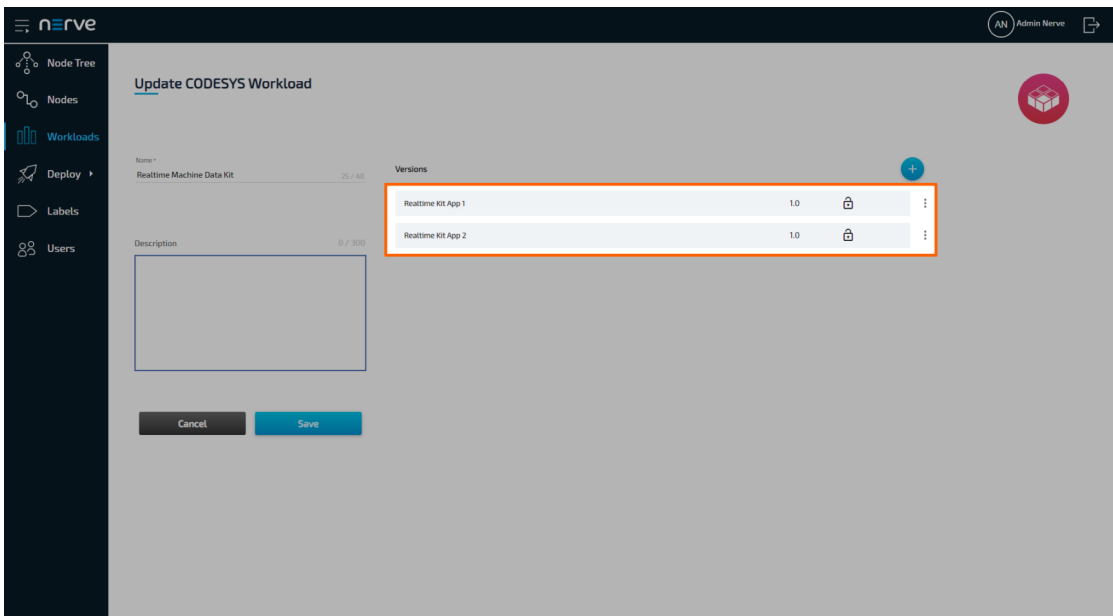 nerve
AN Admin Nerve
Node Tree
Nodes
Workloads
Deploy
Labels
Users
Update CODESYS Workload
Name *
Realtime Machine Data Kit 25 / 40
Description 0 / 300
Cancel Save
Versions
+
Realtime Kit App 1 1.0
Realtime Kit App 2 1.0